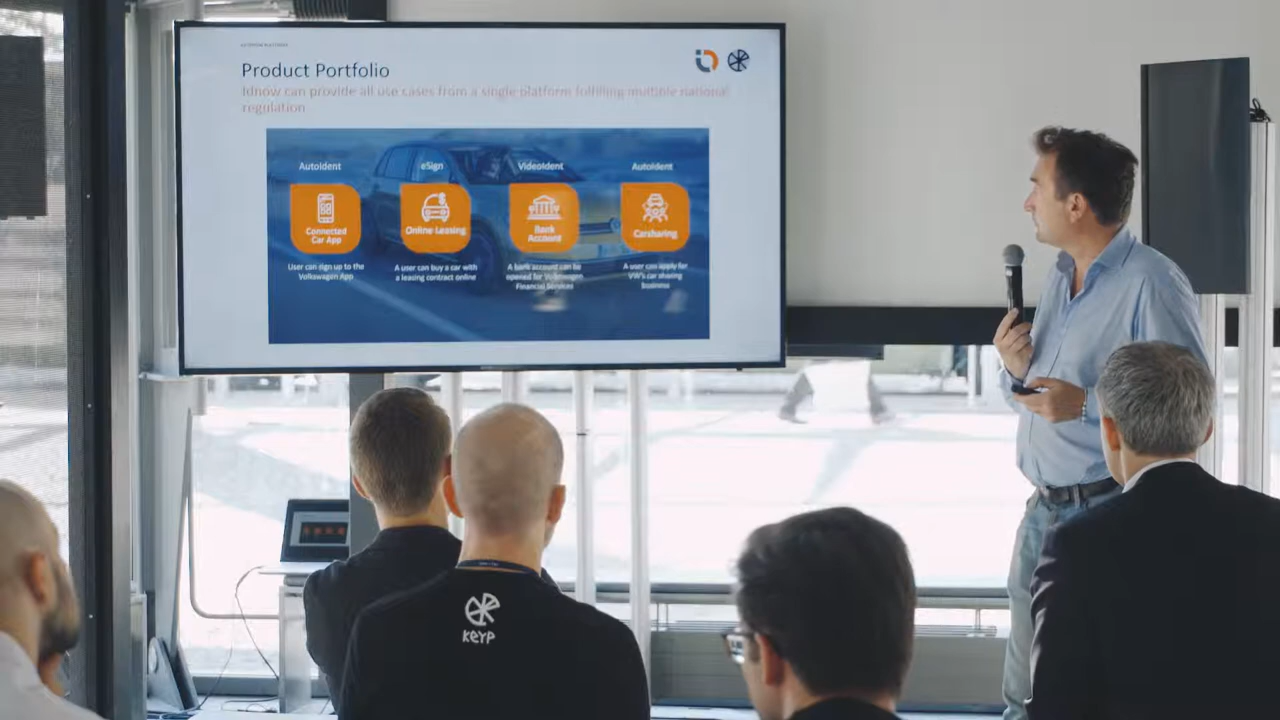 Product Portfolio
Idnow can provide all use cases from a single platform fulfilling multiple national
regulation
AutoIdent
eSign
VideoIdent
AutoIdent
Connected
Car App
Online Leasing
Bank
Account
Carsharing
User can sign up to the
Volkswagen App
A user can buy a car with
a leasing contract online
A bank account can be
opened for Volkswagen
Financial Services
A user can apply for
VW's car sharing
business
KEYP